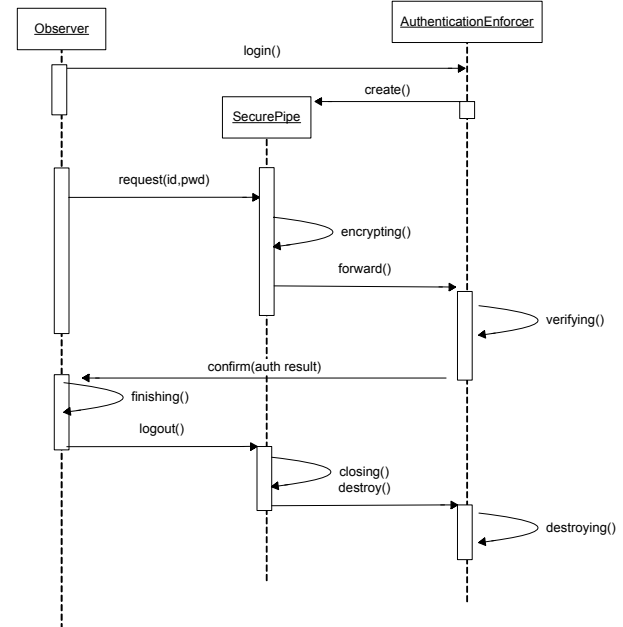 Observer
AuthenticationEnforcer
login()
create()
SecurePipe
request(id,pwd)
encrypting()
forward()
verifying()
confirm(auth result)
finishing()
logout()
closing()
destroy()
destroying()